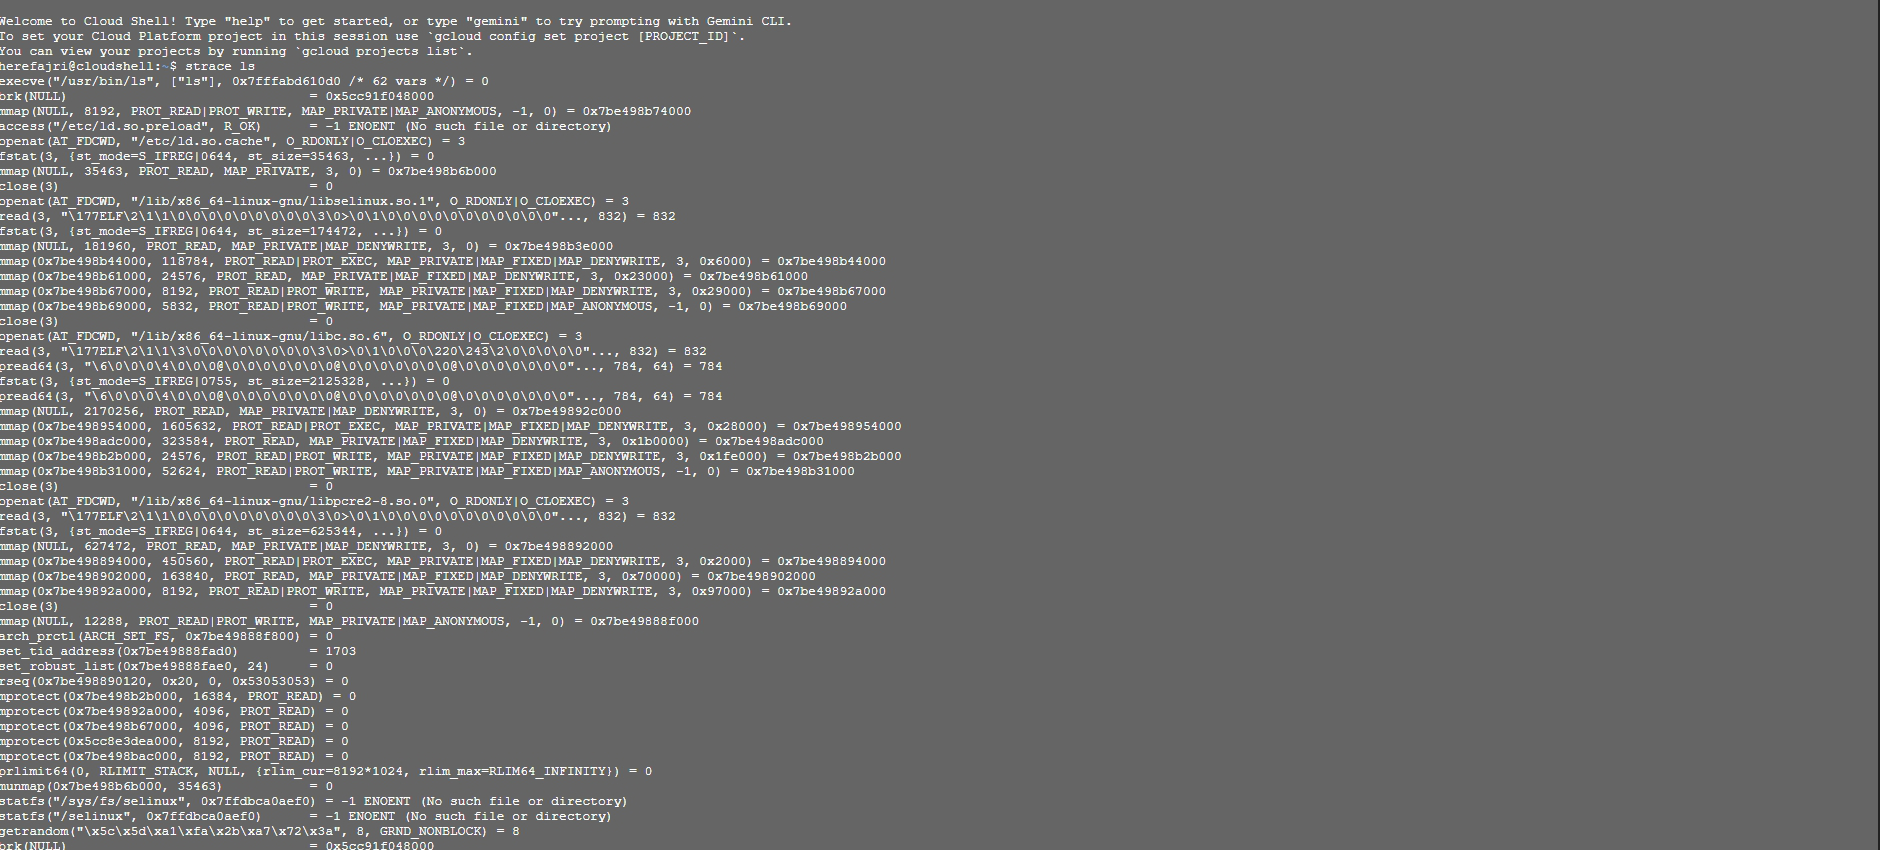 Welcome to Cloud Shell! Type "help" to get started, or type "gemini" to try prompting with Gemini CLI.
To set your Cloud Platform project in this session use `gcloud config set project [PROJECT_ID]`.
You can view your projects by running `gcloud projects list`.
herefajri@cloudshell:~$ strace ls
execve("/usr/bin/ls", ["ls"], 0x7fffabd610d0 /* 62 vars */) = 0
brk(NULL)                               = 0x5cc91f048000
mmap(NULL, 8192, PROT_READ|PROT_WRITE, MAP_PRIVATE|MAP_ANONYMOUS, -1, 0) = 0x7be498b74000
access("/etc/ld.so.preload", R_OK)      = -1 ENOENT (No such file or directory)
openat(AT_FDCWD, "/etc/ld.so.cache", O_RDONLY|O_CLOEXEC) = 3
fstat(3, {st_mode=S_IFREG|0644, st_size=35463, ...}) = 0
mmap(NULL, 35463, PROT_READ, MAP_PRIVATE, 3, 0) = 0x7be498b6b000
close(3)                                = 0
openat(AT_FDCWD, "/lib/x86_64-linux-gnu/libselinux.so.1", O_RDONLY|O_CLOEXEC) = 3
read(3, "\177ELF\2\1\1\0\0\0\0\0\0\0\0\0\3\0>\0\1\0\0\0\0\0\0\0\0\0\0\0"..., 832) = 832
fstat(3, {st_mode=S_IFREG|0644, st_size=174472, ...}) = 0
mmap(NULL, 181960, PROT_READ, MAP_PRIVATE|MAP_DENYWRITE, 3, 0) = 0x7be498b3e000
mmap(0x7be498b44000, 118784, PROT_READ|PROT_EXEC, MAP_PRIVATE|MAP_FIXED|MAP_DENYWRITE, 3, 0x6000) = 0x7be498b44000
mmap(0x7be498b61000, 24576, PROT_READ, MAP_PRIVATE|MAP_FIXED|MAP_DENYWRITE, 3, 0x23000) = 0x7be498b61000
mmap(0x7be498b67000, 8192, PROT_READ|PROT_WRITE, MAP_PRIVATE|MAP_FIXED|MAP_DENYWRITE, 3, 0x29000) = 0x7be498b67000
mmap(0x7be498b69000, 5832, PROT_READ|PROT_WRITE, MAP_PRIVATE|MAP_FIXED|MAP_ANONYMOUS, -1, 0) = 0x7be498b69000
close(3)                                = 0
openat(AT_FDCWD, "/lib/x86_64-linux-gnu/libc.so.6", O_RDONLY|O_CLOEXEC) = 3
read(3, "\177ELF\2\1\1\3\0\0\0\0\0\0\0\0\3\0>\0\1\0\0\0\220\243\2\0\0\0\0\0"..., 832) = 832
pread64(3, "\6\0\0\0\4\0\0\0@\0\0\0\0\0\0\0@\0\0\0\0\0\0\0@\0\0\0\0\0\0\0"..., 784, 64) = 784
fstat(3, {st_mode=S_IFREG|0755, st_size=2125328, ...}) = 0
pread64(3, "\6\0\0\0\4\0\0\0@\0\0\0\0\0\0\0@\0\0\0\0\0\0\0@\0\0\0\0\0\0\0"..., 784, 64) = 784
mmap(NULL, 2170256, PROT_READ, MAP_PRIVATE|MAP_DENYWRITE, 3, 0) = 0x7be49892c000
mmap(0x7be498954000, 1605632, PROT_READ|PROT_EXEC, MAP_PRIVATE|MAP_FIXED|MAP_DENYWRITE, 3, 0x28000) = 0x7be498954000
mmap(0x7be498adc000, 323584, PROT_READ, MAP_PRIVATE|MAP_FIXED|MAP_DENYWRITE, 3, 0x1b0000) = 0x7be498adc000
mmap(0x7be498b2b000, 24576, PROT_READ|PROT_WRITE, MAP_PRIVATE|MAP_FIXED|MAP_DENYWRITE, 3, 0x1fe000) = 0x7be498b2b000
mmap(0x7be498b31000, 52624, PROT_READ|PROT_WRITE, MAP_PRIVATE|MAP_FIXED|MAP_ANONYMOUS, -1, 0) = 0x7be498b31000
close(3)                                = 0
openat(AT_FDCWD, "/lib/x86_64-linux-gnu/libpcre2-8.so.0", O_RDONLY|O_CLOEXEC) = 3
read(3, "\177ELF\2\1\1\0\0\0\0\0\0\0\0\0\3\0>\0\1\0\0\0\0\0\0\0\0\0\0\0"..., 832) = 832
fstat(3, {st_mode=S_IFREG|0644, st_size=625344, ...}) = 0
mmap(NULL, 627472, PROT_READ, MAP_PRIVATE|MAP_DENYWRITE, 3, 0) = 0x7be498892000
mmap(0x7be498894000, 450560, PROT_READ|PROT_EXEC, MAP_PRIVATE|MAP_FIXED|MAP_DENYWRITE, 3, 0x2000) = 0x7be498894000
mmap(0x7be498902000, 163840, PROT_READ, MAP_PRIVATE|MAP_FIXED|MAP_DENYWRITE, 3, 0x70000) = 0x7be498902000
mmap(0x7be49892a000, 8192, PROT_READ|PROT_WRITE, MAP_PRIVATE|MAP_FIXED|MAP_DENYWRITE, 3, 0x97000) = 0x7be49892a000
close(3)                                = 0
mmap(NULL, 12288, PROT_READ|PROT_WRITE, MAP_PRIVATE|MAP_ANONYMOUS, -1, 0) = 0x7be49888f000
arch_prctl(ARCH_SET_FS, 0x7be49888f800) = 0
set_tid_address(0x7be49888fad0)         = 1703
set_robust_list(0x7be49888fae0, 24)     = 0
rseq(0x7be498890120, 0x20, 0, 0x53053053) = 0
mprotect(0x7be498b2b000, 16384, PROT_READ) = 0
mprotect(0x7be49892a000, 4096, PROT_READ) = 0
mprotect(0x7be498b67000, 4096, PROT_READ) = 0
mprotect(0x5cc8e3dea000, 8192, PROT_READ) = 0
mprotect(0x7be498bac000, 8192, PROT_READ) = 0
prlimit64(0, RLIMIT_STACK, NULL, {rlim_cur=8192*1024, rlim_max=RLIM64_INFINITY}) = 0
munmap(0x7be498b6b000, 35463)           = 0
statfs("/sys/fs/selinux", 0x7ffdbca0aef0) = -1 ENOENT (No such file or directory)
statfs("/selinux", 0x7ffdbca0aef0)      = -1 ENOENT (No such file or directory)
getrandom("\x5c\x5d\xa1\xfa\x2b\xa7\x72\x3a", 8, GRND_NONBLOCK) = 8
brk(NULL)                               = 0x5cc91f048000